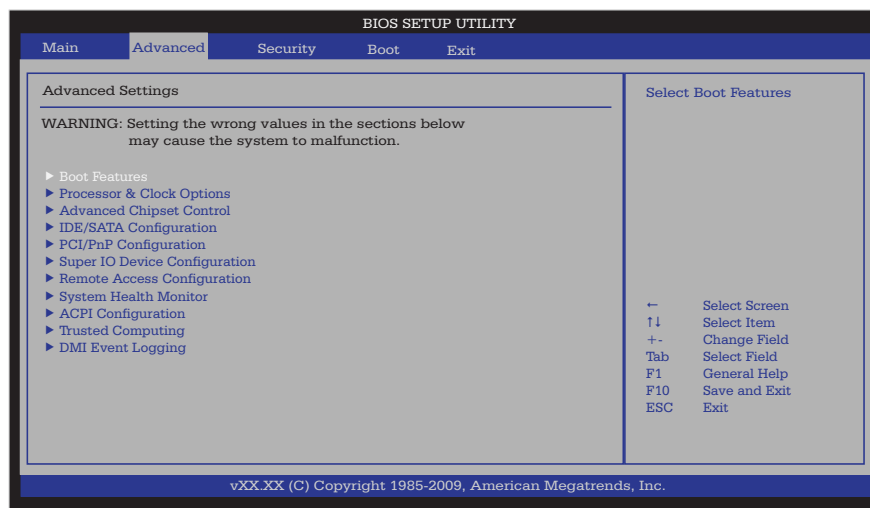 BIOS SETUP UTILITY
Main Advanced Security Boot Exit
Advanced Settings
WARNING: Setting the wrong values in the sections below
may cause the system to malfunction.
▶ Boot Features
▶ Processor & Clock Options
▶ Advanced Chipset Control
▶ IDE/SATA Configuration
▶ PCI/PnP Configuration
▶ Super IO Device Configuration
▶ Remote Access Configuration
▶ System Health Monitor
▶ ACPI Configuration
▶ Trusted Computing
▶ DMI Event Logging
Select Boot Features
← Select Screen
↑↓ Select Item
+- Change Field
Tab Select Field
F1 General Help
F10 Save and Exit
ESC Exit
vXX.XX (C) Copyright 1985-2009, American Megatrends, Inc.